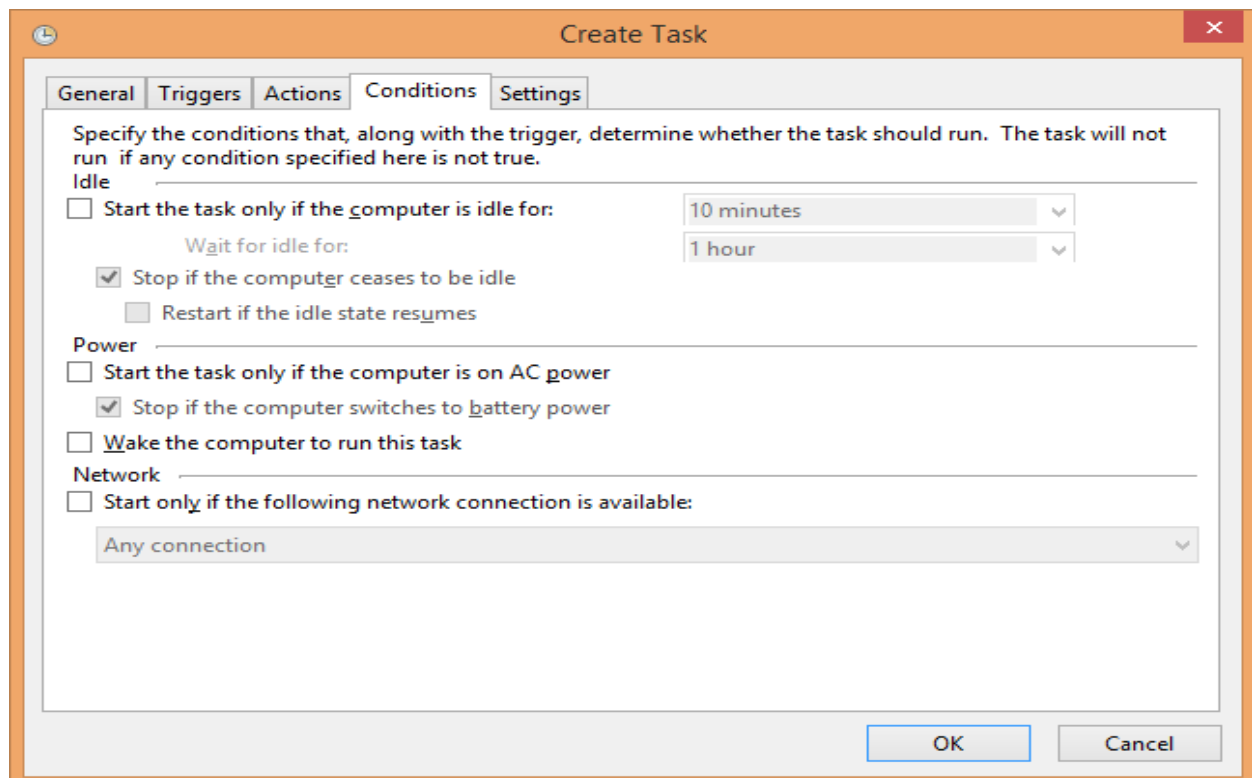 Create Task
General Triggers Actions Conditions Settings
Specify the conditions that, along with the trigger, determine whether the task should run.  The task will not
run  if any condition specified here is not true.
Idle
Start the task only if the computer is idle for: 10 minutes
Wait for idle for: 1 hour
Stop if the computer ceases to be idle
Restart if the idle state resumes
Power
Start the task only if the computer is on AC power
Stop if the computer switches to battery power
Wake the computer to run this task
Network
Start only if the following network connection is available:
Any connection
OK Cancel